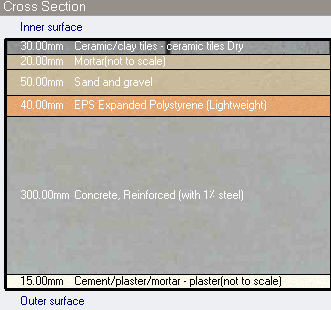 Cross Section
Inner surface
30.00mm Ceramic/clay tiles - ceramic tiles Dry
20.00mm Mortar(not to scale)
50.00mm Sand and gravel
40.00mm EPS Expanded Polystyrene (Lightweight)
300.00mm Concrete, Reinforced (with 1% steel)
15.00mm Cement/plaster/mortar - plaster(not to scale)
Outer surface